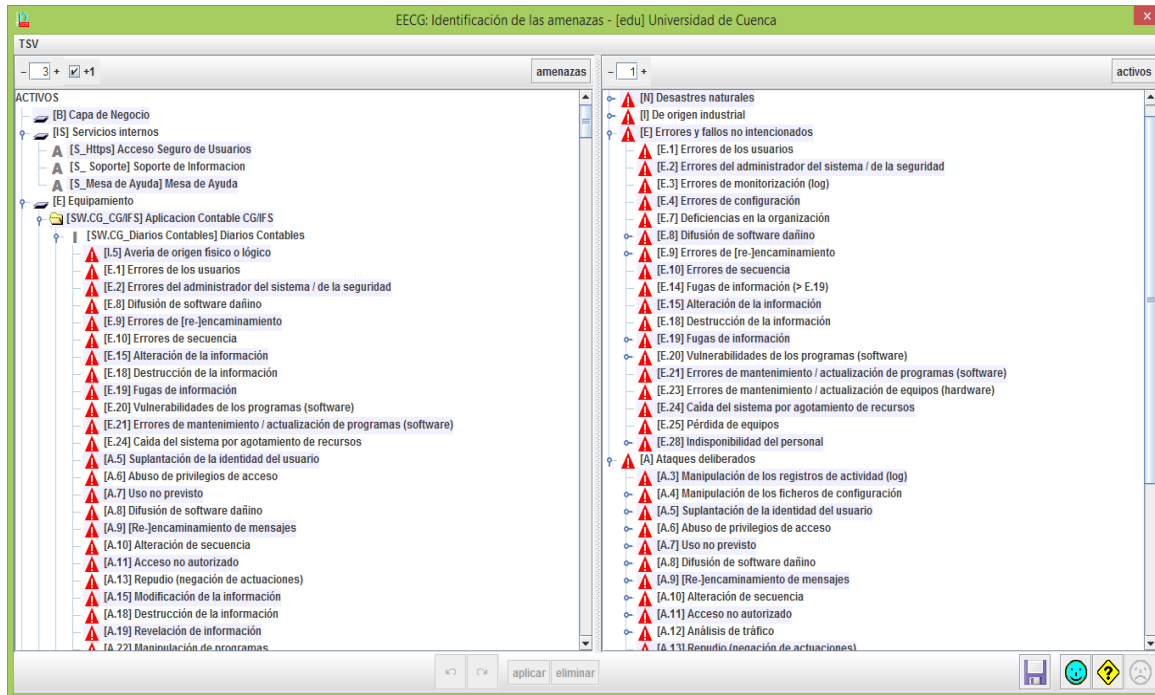 EECG: Identificación de las amenazas - [edu] Universidad de Cuenca
x
TSV
- 3 + +1 amenazas
ACTIVOS
[B] Capa de Negocio
[IS] Servicios internos
A [S_Https] Acceso Seguro de Usuarios
A [S_ Soporte] Soporte de Informacion
A [S_Mesa de Ayuda] Mesa de Ayuda
[E] Equipamiento
[SW.CG_CG/IFS] Aplicacion Contable CG/IFS
[SW.CG_Diarios Contables] Diarios Contables
[I.5] Avería de origen físico o lógico
[E.1] Errores de los usuarios
[E.2] Errores del administrador del sistema / de la seguridad
[E.8] Difusión de software dañino
[E.9] Errores de [re-]encaminamiento
[E.10] Errores de secuencia
[E.15] Alteración de la información
[E.18] Destrucción de la información
[E.19] Fugas de información
[E.20] Vulnerabilidades de los programas (software)
[E.21] Errores de mantenimiento / actualización de programas (software)
[E.24] Caída del sistema por agotamiento de recursos
[A.5] Suplantación de la identidad del usuario
[A.6] Abuso de privilegios de acceso
[A.7] Uso no previsto
[A.8] Difusión de software dañino
[A.9] [Re-]encaminamiento de mensajes
[A.10] Alteración de secuencia
[A.11] Acceso no autorizado
[A.13] Repudio (negación de actuaciones)
[A.15] Modificación de la información
[A.18] Destrucción de la información
[A.19] Revelación de información
[A.22] Manipulación de programas
- 1 + activos
[N] Desastres naturales
[I] De origen industrial
[E] Errores y fallos no intencionados
[E.1] Errores de los usuarios
[E.2] Errores del administrador del sistema / de la seguridad
[E.3] Errores de monitorización (log)
[E.4] Errores de configuración
[E.7] Deficiencias en la organización
[E.8] Difusión de software dañino
[E.9] Errores de [re-]encaminamiento
[E.10] Errores de secuencia
[E.14] Fugas de información (> E.19)
[E.15] Alteración de la información
[E.18] Destrucción de la información
[E.19] Fugas de información
[E.20] Vulnerabilidades de los programas (software)
[E.21] Errores de mantenimiento / actualización de programas (software)
[E.23] Errores de mantenimiento / actualización de equipos (hardware)
[E.24] Caída del sistema por agotamiento de recursos
[E.25] Pérdida de equipos
[E.28] Indisponibilidad del personal
[A] Ataques deliberados
[A.3] Manipulación de los registros de actividad (log)
[A.4] Manipulación de los ficheros de configuración
[A.5] Suplantación de la identidad del usuario
[A.6] Abuso de privilegios de acceso
[A.7] Uso no previsto
[A.8] Difusión de software dañino
[A.9] [Re-]encaminamiento de mensajes
[A.10] Alteración de secuencia
[A.11] Acceso no autorizado
[A.12] Análisis de tráfico
[A.13] Repudio (negación de actuaciones)
aplicar eliminar